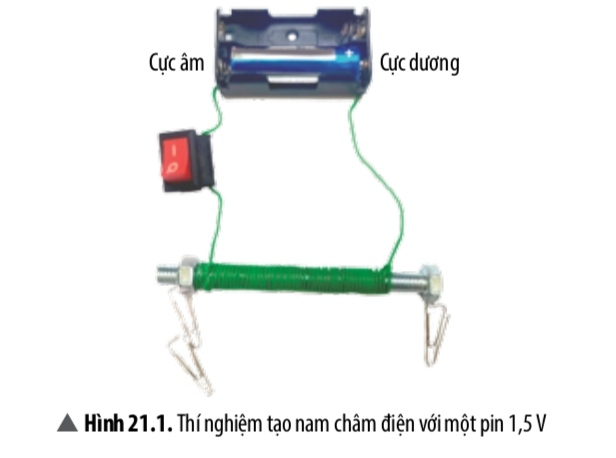 Cực âm
Cực dương
+
▲ Hình 21.1. Thí nghiệm tạo nam châm điện với một pin 1,5 V